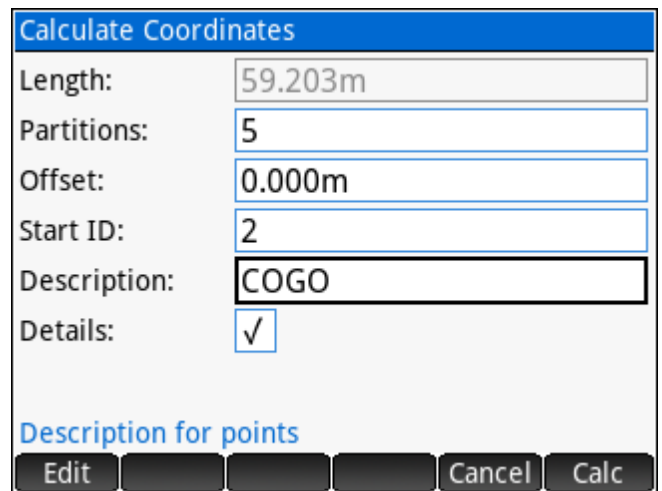 Calculate Coordinates
Length: 59.203m
Partitions: 5
Offset: 0.000m
Start ID: 2
Description: COGO
Details: √
Description for points
Edit Cancel Calc